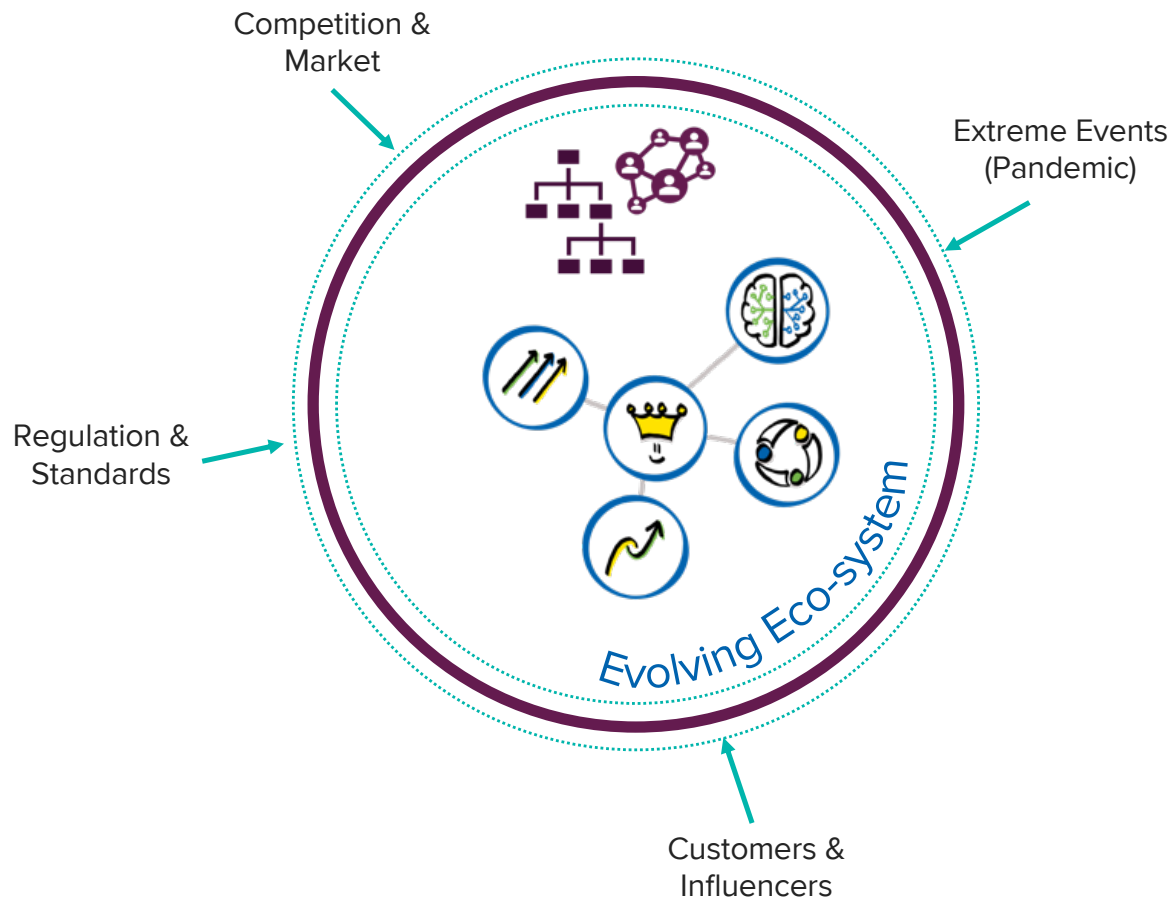 Competition &
Market
Extreme Events
(Pandemic)
Regulation &
Standards
Evolving Eco-system
Customers &
Influencers